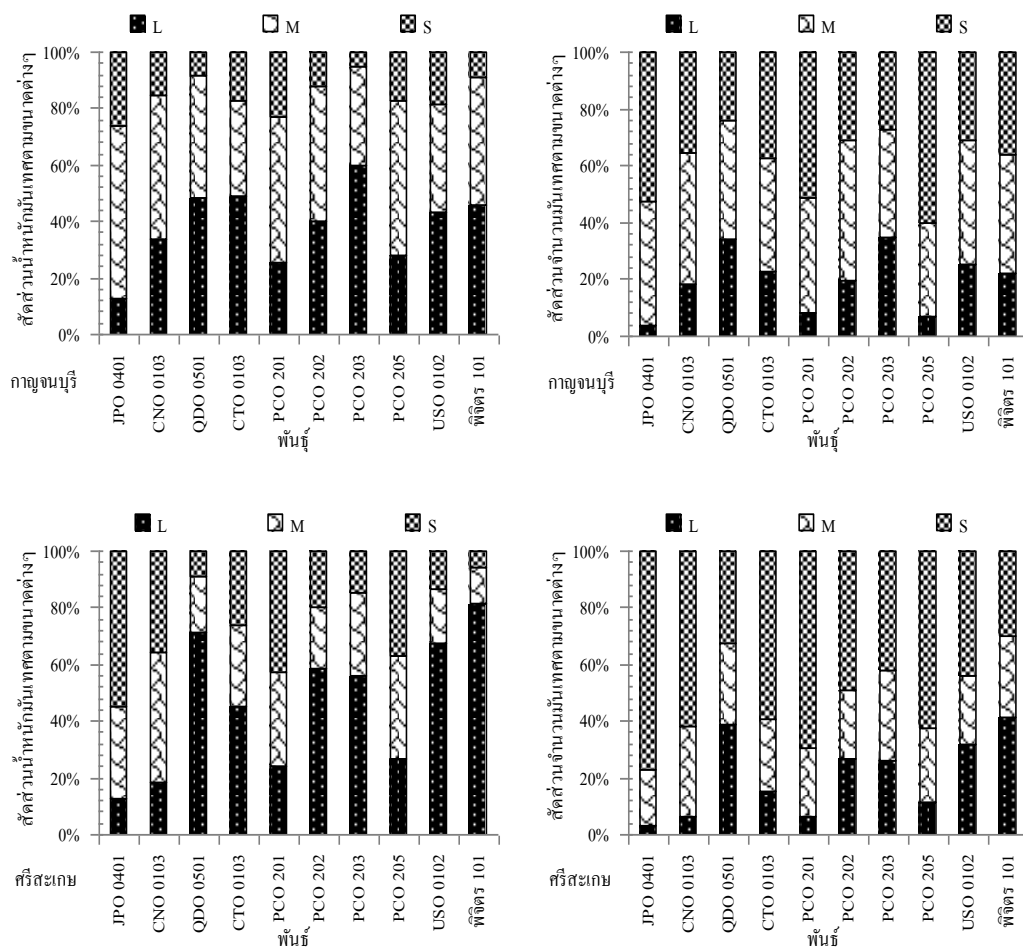 L M S
สัดส่วนน้ำหนักมันเทศตามขนาดต่างๆ
100%
80%
60%
40%
20%
0%
กาญจนบุรี
JPO 0401
CNO 0103
QDO 0501
CTO 0103
PCO 201
PCO 202
PCO 203
PCO 205
USO 0102
พิจิตร 101
พันธุ์
L M S
สัดส่วนจำนวนมันเทศตามขนาดต่างๆ
100%
80%
60%
40%
20%
0%
JPO 0401
CNO 0103
QDO 0501
CTO 0103
PCO 201
PCO 202
PCO 203
PCO 205
USO 0102
พิจิตร 101
พันธุ์
L M S
สัดส่วนน้ำหนักมันเทศตามขนาดต่างๆ
100%
80%
60%
40%
20%
0%
ศรีสะเกษ
JPO 0401
CNO 0103
QDO 0501
CTO 0103
PCO 201
PCO 202
PCO 203
PCO 205
USO 0102
พิจิตร 101
พันธุ์
L M S
สัดส่วนจำนวนมันเทศตามขนาดต่างๆ
100%
80%
60%
40%
20%
0%
JPO 0401
CNO 0103
QDO 0501
CTO 0103
PCO 201
PCO 202
PCO 203
PCO 205
USO 0102
พิจิตร 101
พันธุ์
กาญจนบุรี
ศรีสะเกษ